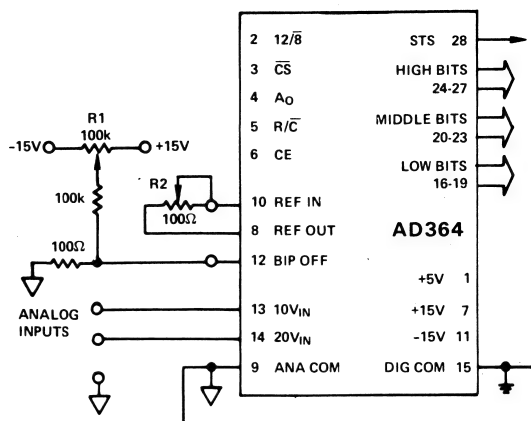 2 12/8̅
STS 28
3 C̅S̅
HIGH BITS
24-27
4 AO
R1
100k
MIDDLE BITS
20-23
5 R/C̅
-15V
+15V
6 CE
LOW BITS
16-19
R2
100k
100Ω
10 REF IN
8 REF OUT
AD364
100Ω
12 BIP OFF
+5V 1
ANALOG
INPUTS
13 10VIN
+15V 7
14 20VIN
-15V 11
9 ANA COM
DIG COM 15